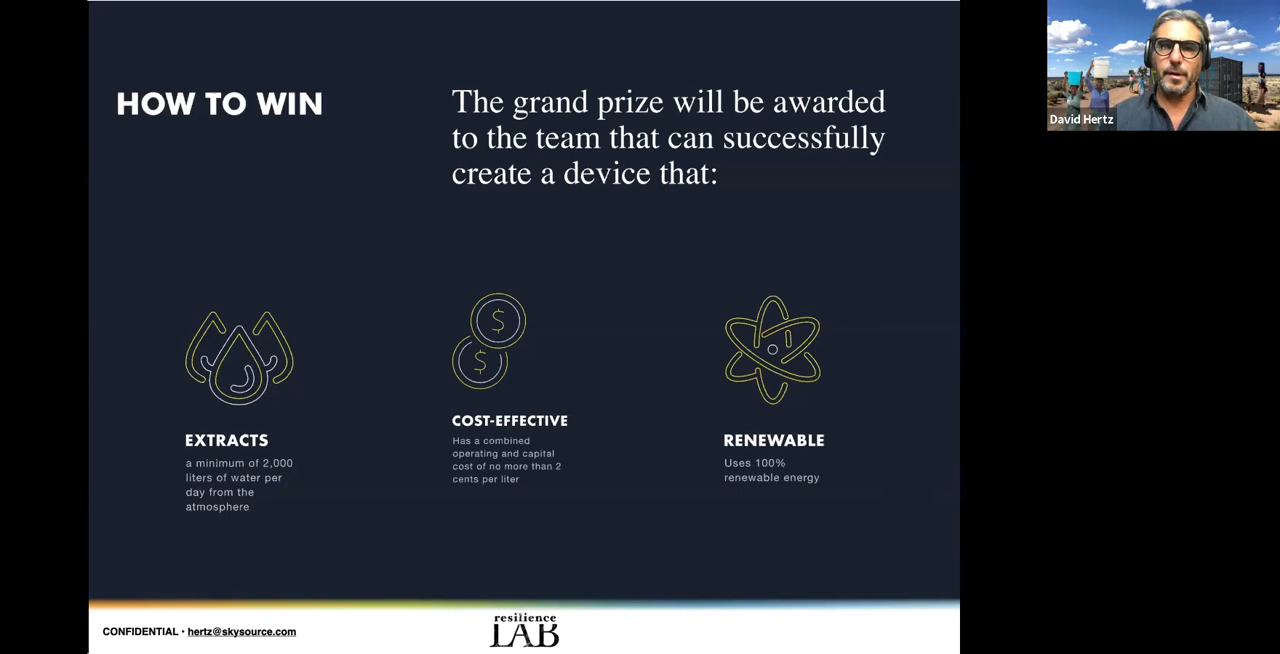 HOW TO WIN
The grand prize will be awarded
to the team that can successfully
create a device that:
EXTRACTS
a minimum of 2,000
liters of water per
day from the
atmosphere
$
$
COST-EFFECTIVE
Has a combined
operating and capital
cost of no more than 2
cents per liter
RENEWABLE
Uses 100%
renewable energy
CONFIDENTIAL · hertz@skysource.com
resilience
LAB
David Hertz